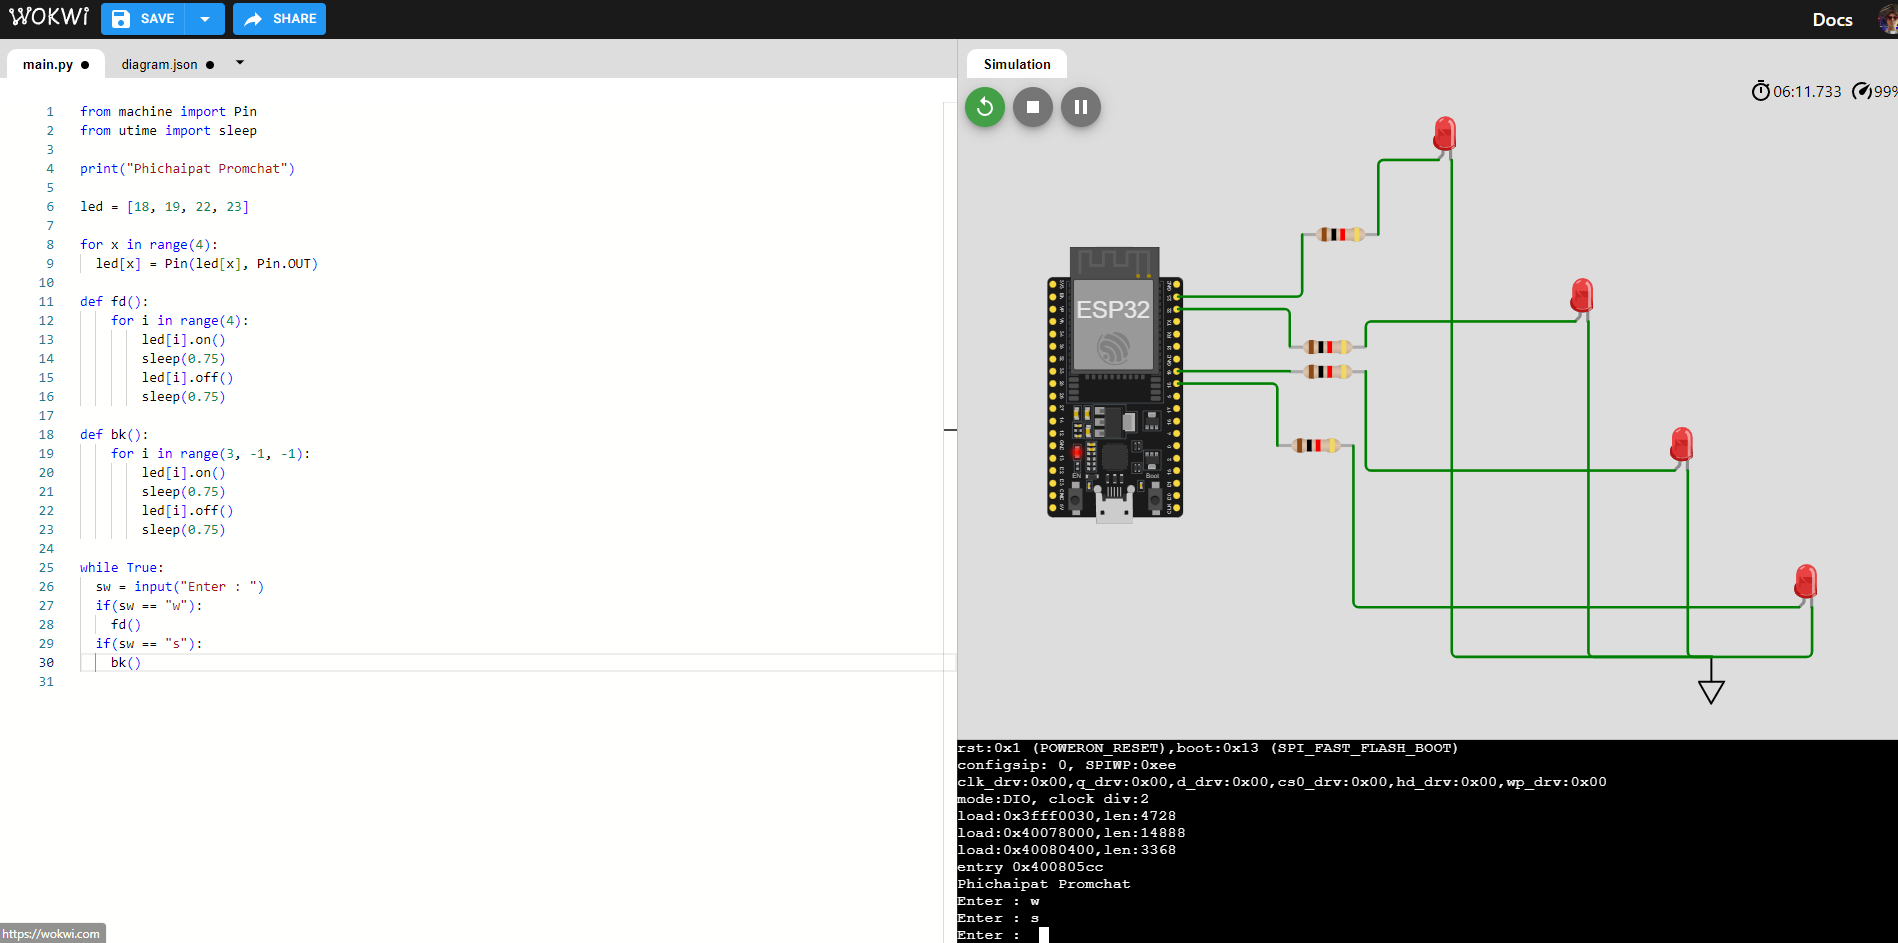 WOKWI
SAVE
SHARE
Docs
main.py
diagram.json
1 from machine import Pin
2 from utime import sleep
3
4 print("Phichaipat Promchat")
5
6 led = [18, 19, 22, 23]
7
8 for x in range(4):
9 led[x] = Pin(led[x], Pin.OUT)
10
11 def fd():
12 for i in range(4):
13 led[i].on()
14 sleep(0.75)
15 led[i].off()
16 sleep(0.75)
17
18 def bk():
19 for i in range(3, -1, -1):
20 led[i].on()
21 sleep(0.75)
22 led[i].off()
23 sleep(0.75)
24
25 while True:
26 sw = input("Enter : ")
27 if(sw == "w"):
28 fd()
29 if(sw == "s"):
30 bk()
31
https://wokwi.com
Simulation
06:11.733
99%
ESP32
EN
Boot
rst:0x1 (POWERON_RESET),boot:0x13 (SPI_FAST_FLASH_BOOT)
configsip: 0, SPIWP:0xee
clk_drv:0x00,q_drv:0x00,d_drv:0x00,cs0_drv:0x00,hd_drv:0x00,wp_drv:0x00
mode:DIO, clock div:2
load:0x3fff0030,len:4728
load:0x40078000,len:14888
load:0x40080400,len:3368
entry 0x400805cc
Phichaipat Promchat
Enter : w
Enter : s
Enter :